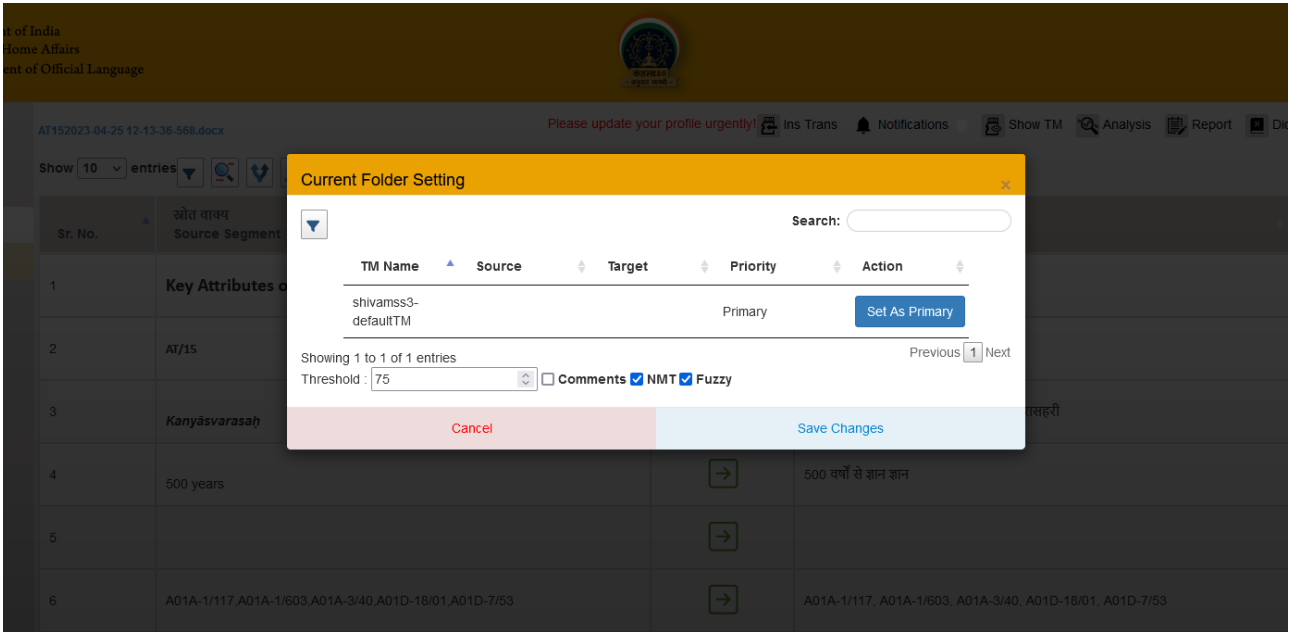 nt of India
Home Affairs
ent of Official Language
कंठस्थ 2.0
AT152023-04-25 12-13-36-568.docx
Please update your profile urgently! Ins Trans Notifications Show TM Analysis Report Dic
Show 10 entries
Current Folder Setting
×
Search:
Sr. No.
स्रोत वाक्य
Source Segment
TM Name Source Target Priority Action
1 Key Attributes o
shivamss3-
defaultTM
Primary
Set As Primary
2 AT/15
Showing 1 to 1 of 1 entries
Previous 1 Next
Threshold : 75 Comments NMT Fuzzy
3 Kanyāsvarasaḥ
Cancel
Save Changes
4 500 years 500 वर्षों से ज्ञान ज्ञान
5
6 A01A-1/117,A01A-1/603,A01A-3/40,A01D-18/01,A01D-7/53 A01A-1/117, A01A-1/603, A01A-3/40, A01D-18/01, A01D-7/53